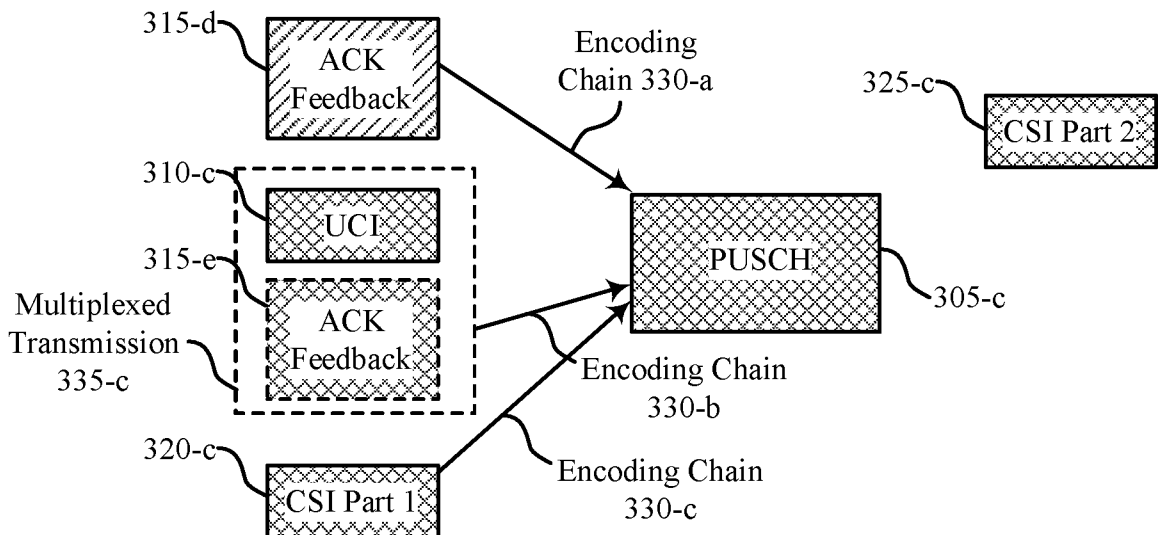 315-d
ACK
Feedback
Encoding
Chain 330-a
325-c
CSI Part 2
310-c
UCI
315-e
ACK
Feedback
Multiplexed
Transmission
335-c
PUSCH
305-c
Encoding Chain
330-b
320-c
CSI Part 1
Encoding Chain
330-c